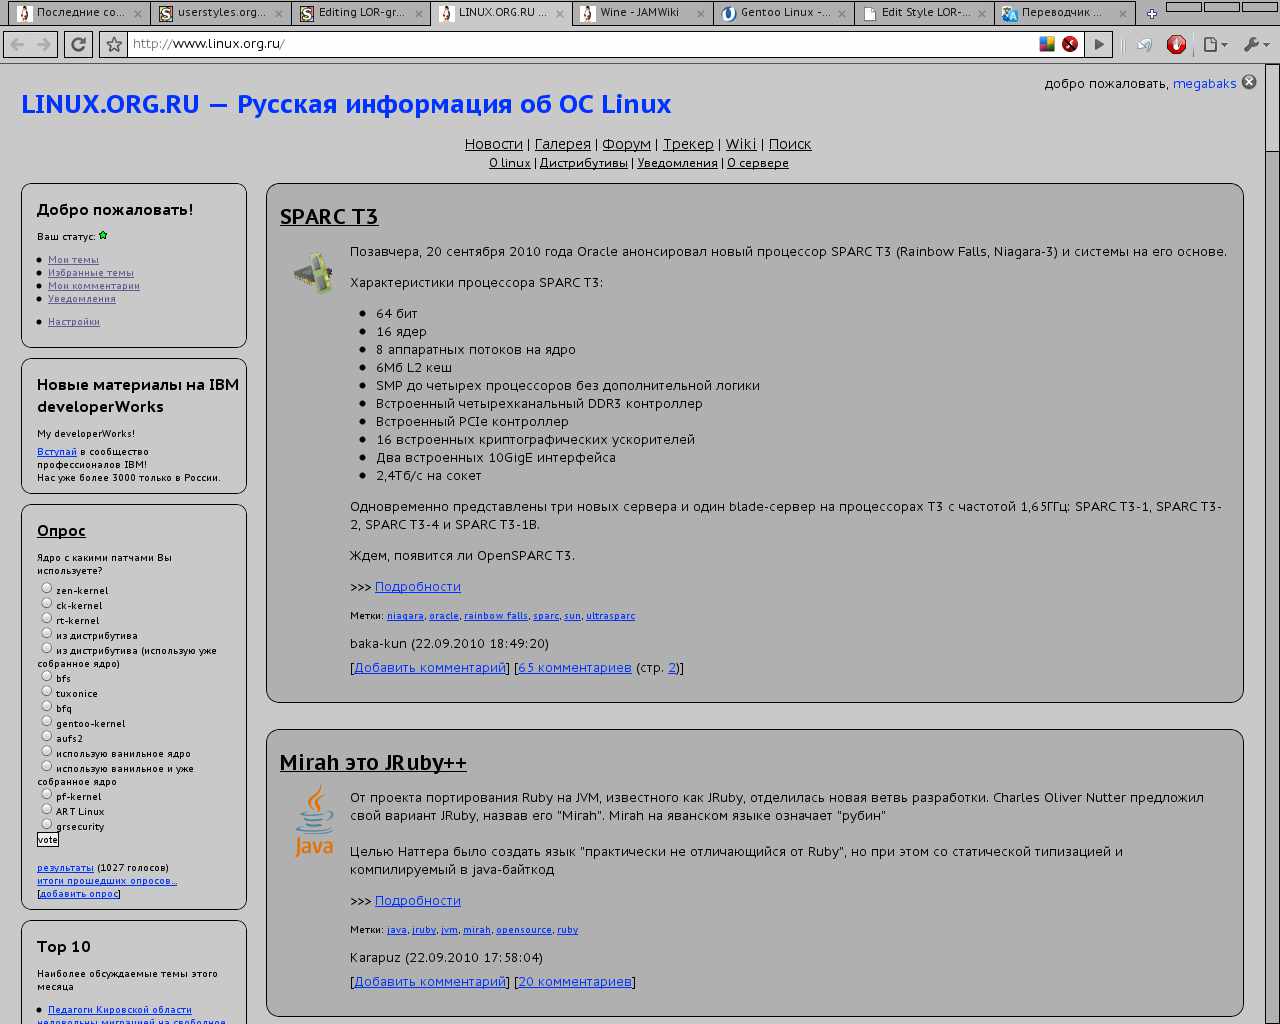 Последние со...
userstyles.org...
Editing LOR-gr...
LINUX.ORG.RU ...
Wine - JAMWiki
Gentoo Linux -...
Edit Style LOR-...
Переводчик ...
http://www.linux.org.ru/
добро пожаловать, megabaks
LINUX.ORG.RU — Русская информация об ОС Linux
Новости | Галерея | Форум | Трекер | Wiki | Поиск
О linux | Дистрибутивы | Уведомления | О сервере
Добро пожаловать!
Ваш статус:
Мои темы
Избранные темы
Мои комментарии
Уведомления
Настройки
Новые материалы на IBM
developerWorks
My developerWorks!
Вступай в сообщество
профессионалов IBM!
Нас уже более 3000 только в России.
Опрос
Ядро с какими патчами Вы
используете?
zen-kernel
ck-kernel
rt-kernel
из дистрибутива
из дистрибутива (использую уже
собранное ядро)
bfs
tuxonice
bfq
gentoo-kernel
aufs2
использую ванильное ядро
использую ванильное и уже
собранное ядро
pf-kernel
ART Linux
grsecurity
vote
результаты (1027 голосов)
итоги прошедших опросов...
[добавить опрос]
Top 10
Наиболее обсуждаемые темы этого
месяца
Педагоги Кировской области
недовольны миграцией на свободное
SPARC T3
Позавчера, 20 сентября 2010 года Oracle анонсировал новый процессор SPARC T3 (Rainbow Falls, Niagara-3) и системы на его основе.
Характеристики процессора SPARC T3:
64 бит
16 ядер
8 аппаратных потоков на ядро
6Мб L2 кеш
SMP до четырех процессоров без дополнительной логики
Встроенный четырехканальный DDR3 контроллер
Встроенный PCIe контроллер
16 встроенных криптографических ускорителей
Два встроенных 10GigE интерфейса
2,4Тб/с на сокет
Одновременно представлены три новых сервера и один blade-сервер на процессорах T3 с частотой 1,65ГГц: SPARC T3-1, SPARC T3-
2, SPARC T3-4 и SPARC T3-1B.
Ждем, появится ли OpenSPARC T3.
>>> Подробности
Метки: niagara, oracle, rainbow falls, sparc, sun, ultrasparc
baka-kun (22.09.2010 18:49:20)
[Добавить комментарий] [65 комментариев (стр. 2)]
Mirah это JRuby++
Java
От проекта портирования Ruby на JVM, известного как JRuby, отделилась новая ветвь разработки. Charles Oliver Nutter предложил
свой вариант JRuby, назвав его "Mirah". Mirah на яванском языке означает "рубин"
Целью Наттера было создать язык "практически не отличающийся от Ruby", но при этом со статической типизацией и
компилируемый в java-байткод
>>> Подробности
Метки: java, jruby, jvm, mirah, opensource, ruby
Karapuz (22.09.2010 17:58:04)
[Добавить комментарий] [20 комментариев]